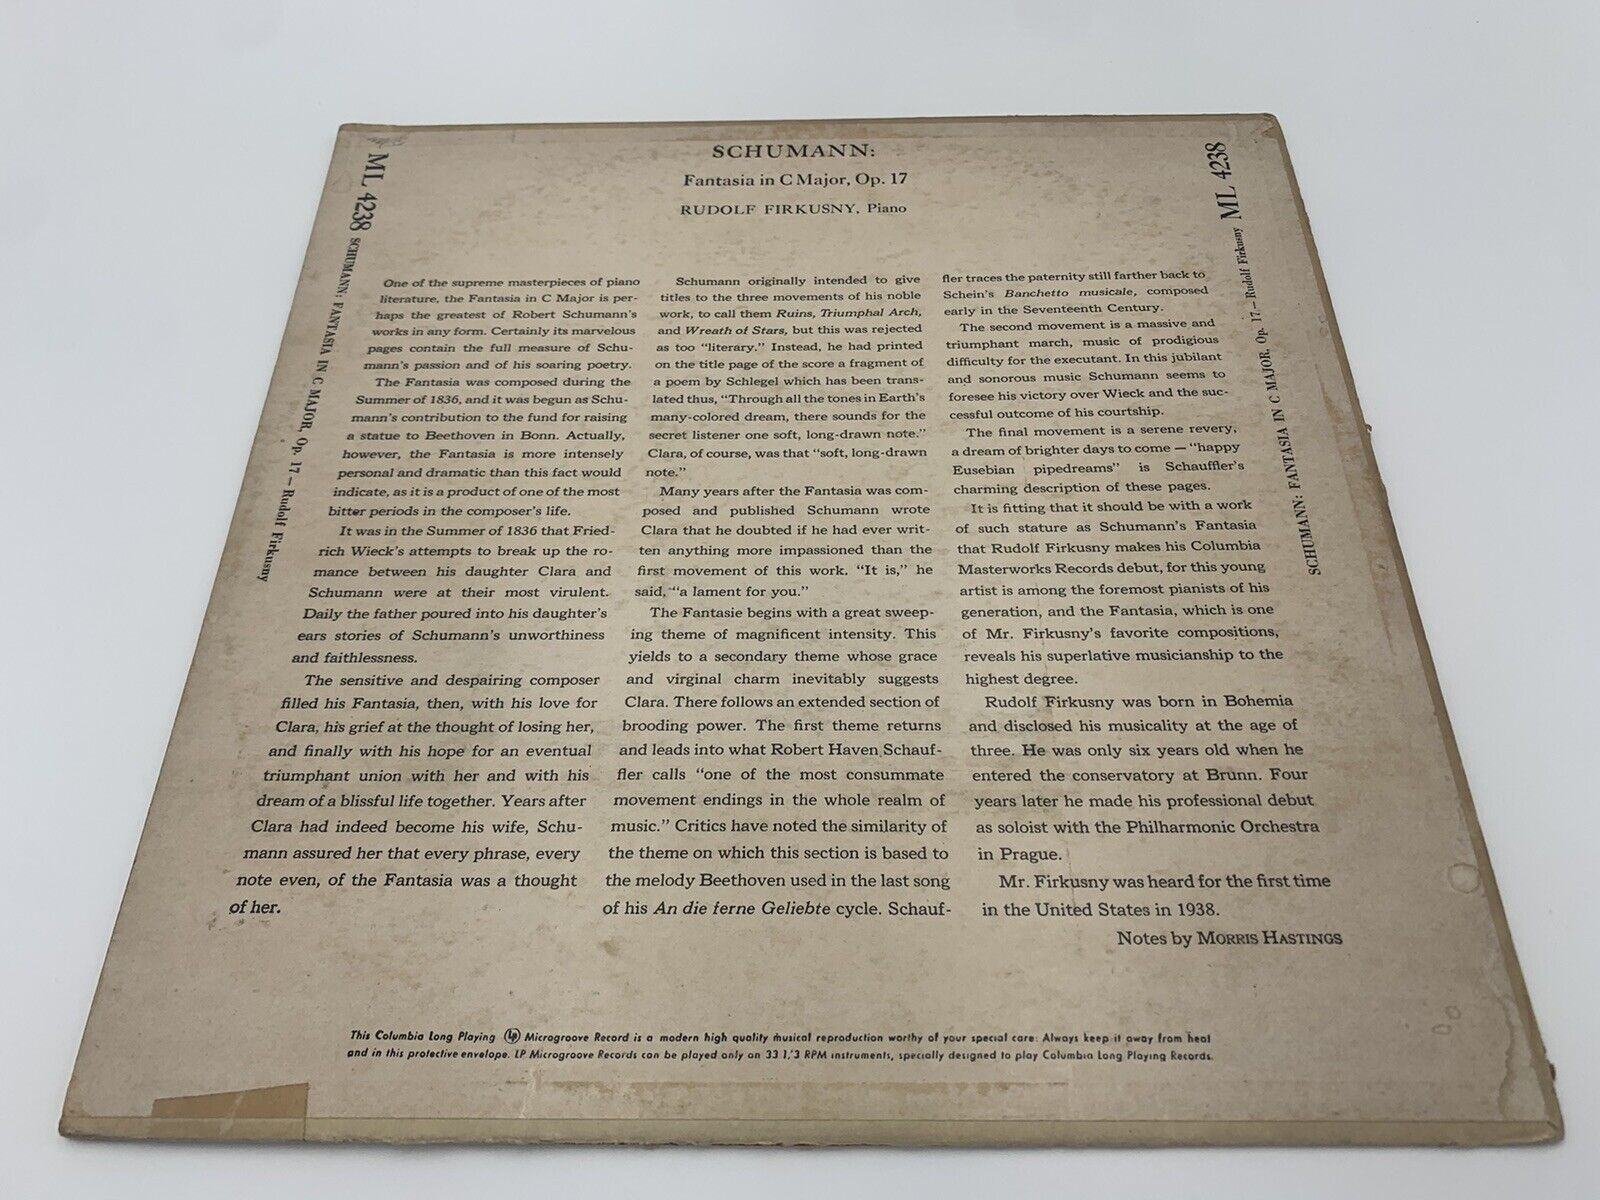 SCHUMANN:
Fantasia in C Major, Op. 17
RUDOLF FIRKUSNY, Piano
ML 4238
SCHUMANN: FANTASIA IN C MAJOR, Op. 17 — Rudolf Firkusny
One of the supreme masterpieces of piano
literature, the Fantasia in C Major is per-
haps the greatest of Robert Schumann's
works in any form. Certainly its marvelous
pages contain the full measure of Schu-
mann's passion and of his soaring poetry.
The Fantasia was composed during the
Summer of 1836, and it was begun as Schu-
mann's contribution to the fund for raising
a statue to Beethoven in Bonn. Actually,
however, the Fantasia is more intensely
personal and dramatic than this fact would
indicate, as it is a product of one of the most
bitter periods in the composer's life.
It was in the Summer of 1836 that Fried-
rich Wieck's attempts to break up the ro-
mance between his daughter Clara and
Schumann were at their most virulent.
Daily the father poured into his daughter's
ears stories of Schumann's unworthiness
and faithlessness.
The sensitive and despairing composer
filled his Fantasia, then, with his love for
Clara, his grief at the thought of losing her,
and finally with his hope for an eventual
triumphant union with her and with his
dream of a blissful life together. Years after
Clara had indeed become his wife, Schu-
mann assured her that every phrase, every
note even, of the Fantasia was a thought
of her.
Schumann originally intended to give
titles to the three movements of his noble
work, to call them Ruins, Triumphal Arch,
and Wreath of Stars, but this was rejected
as too "literary." Instead, he had printed
on the title page of the score a fragment of
a poem by Schlegel which has been trans-
lated thus, "Through all the tones in Earth's
many-colored dream, there sounds for the
secret listener one soft, long-drawn note."
Clara, of course, was that "soft, long-drawn
note."
Many years after the Fantasia was com-
posed and published Schumann wrote
Clara that he doubted if he had ever writ-
ten anything more impassioned than the
first movement of this work. "It is," he
said, "a lament for you."
The Fantasie begins with a great sweep-
ing theme of magnificent intensity. This
yields to a secondary theme whose grace
and virginal charm inevitably suggests
Clara. There follows an extended section of
brooding power. The first theme returns
and leads into what Robert Haven Schauf-
fler calls "one of the most consummate
movement endings in the whole realm of
music." Critics have noted the similarity of
the theme on which this section is based to
the melody Beethoven used in the last song
of his An die ferne Geliebte cycle. Schauf-
fler traces the paternity still farther back to
Schein's Banchetto musicale, composed
early in the Seventeenth Century.
The second movement is a massive and
triumphant march, music of prodigious
difficulty for the executant. In this jubilant
and sonorous music Schumann seems to
foresee his victory over Wieck and the suc-
cessful outcome of his courtship.
The final movement is a serene revery,
a dream of brighter days to come — "happy
Eusebian pipedreams" is Schauffler's
charming description of these pages.
It is fitting that it should be with a work
of such stature as Schumann's Fantasia
that Rudolf Firkusny makes his Columbia
Masterworks Records debut, for this young
artist is among the foremost pianists of his
generation, and the Fantasia, which is one
of Mr. Firkusny's favorite compositions,
reveals his superlative musicianship to the
highest degree.
Rudolf Firkusny was born in Bohemia
and disclosed his musicality at the age of
three. He was only six years old when he
entered the conservatory at Brunn. Four
years later he made his professional debut
as soloist with the Philharmonic Orchestra
in Prague.
Mr. Firkusny was heard for the first time
in the United States in 1938.
Notes by MORRIS HASTINGS
ML 4238
SCHUMANN: FANTASIA IN C MAJOR, Op. 17 — Rudolf Firkusny
This Columbia Long Playing LP Microgroove Record is a modern high quality musical reproduction worthy of your special care. Always keep it away from heat
and in this protective envelope. LP Microgroove Records can be played only on 33 1/3 RPM instruments, specially designed to play Columbia Long Playing Records.